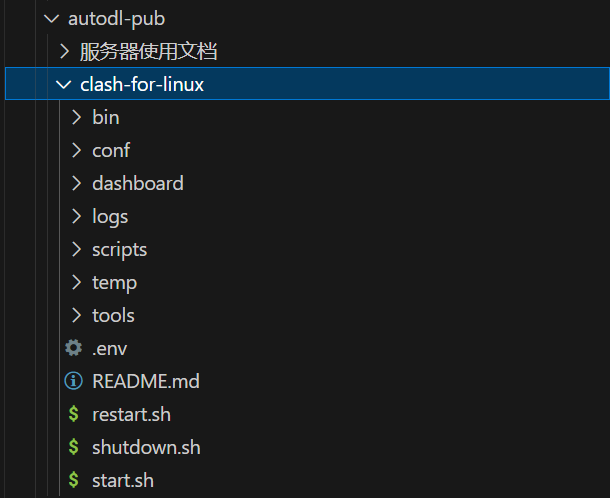 autodl-pub
服务器使用文档
clash-for-linux
bin
conf
dashboard
logs
scripts
temp
tools
.env
README.md
$ restart.sh
$ shutdown.sh
$ start.sh